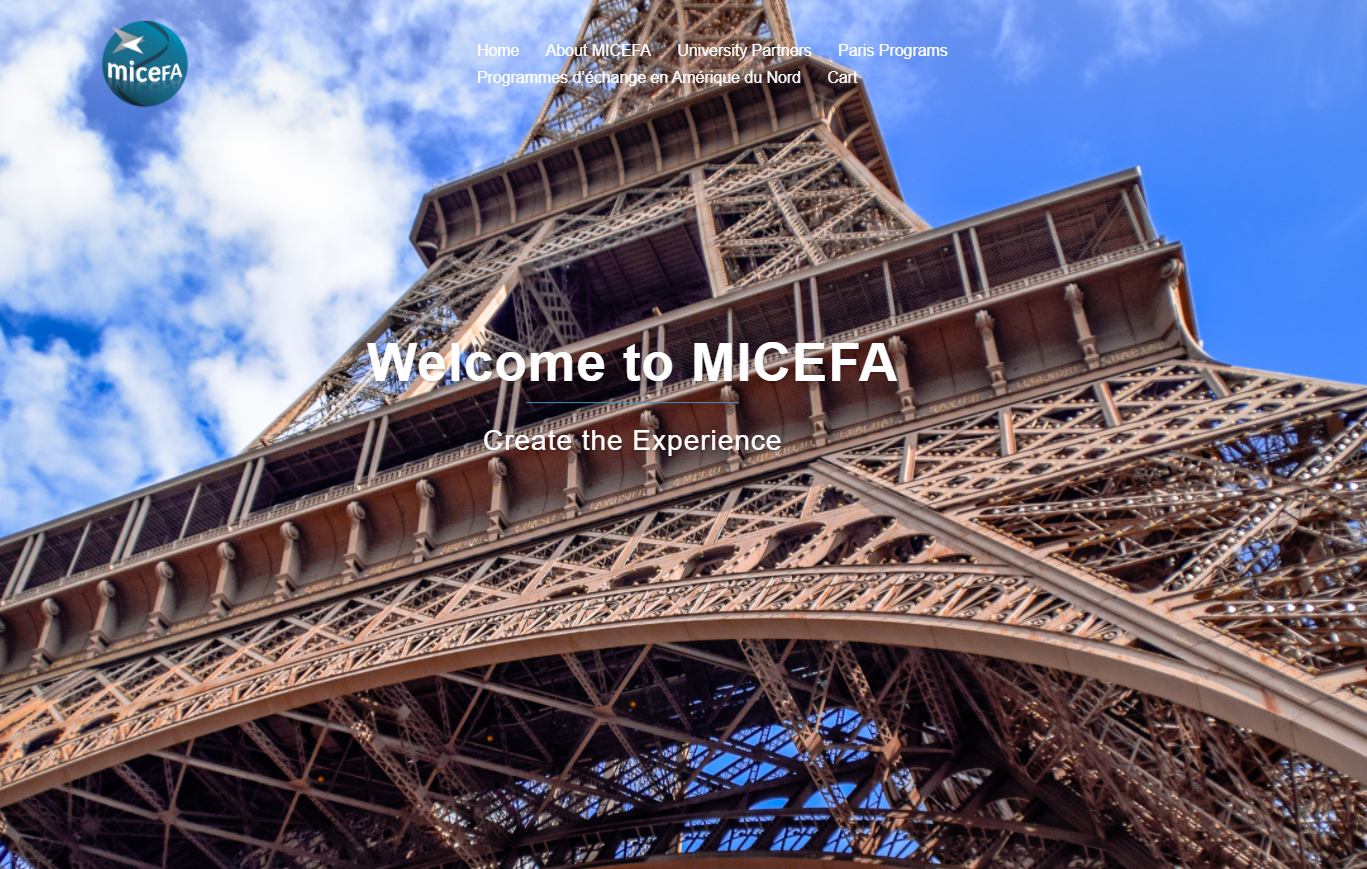 miceFA
Home About MICEFA University Partners Paris Programs
Programmes d'échange en Amérique du Nord Cart
Welcome to MICEFA
Create the Experience